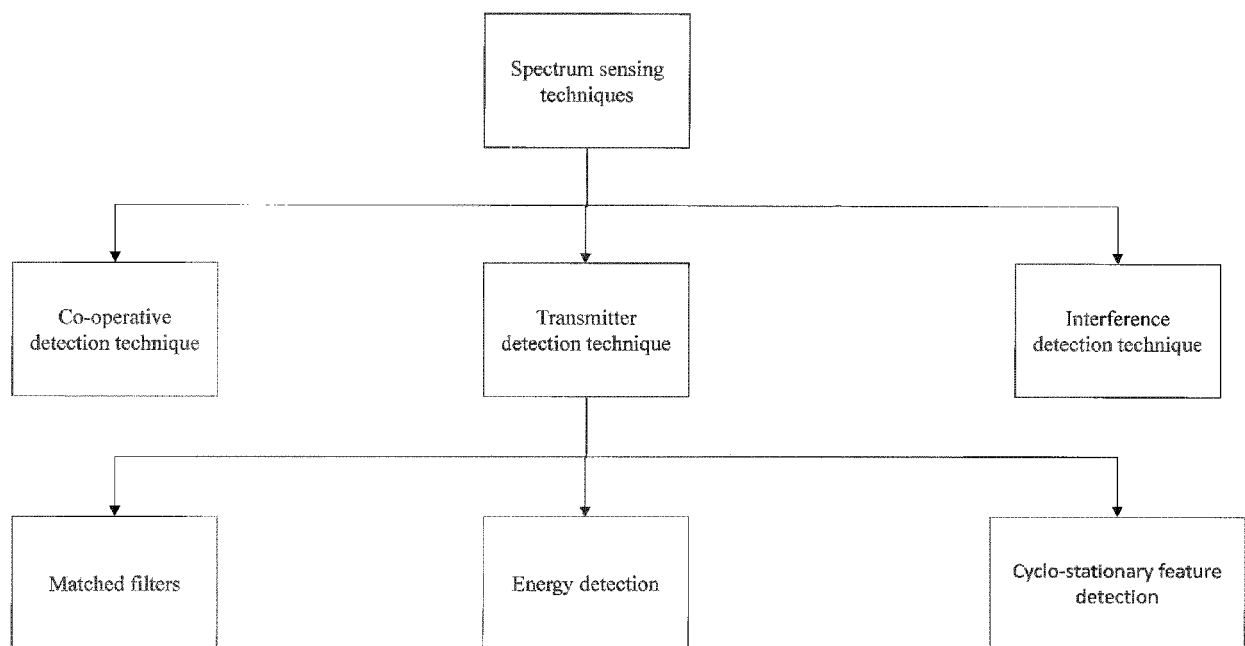 Spectrum sensing
techniques
Co-operative
detection technique
Transmitter
detection technique
Interference
detection technique
Matched filters
Energy detection
Cyclo-stationary feature
detection